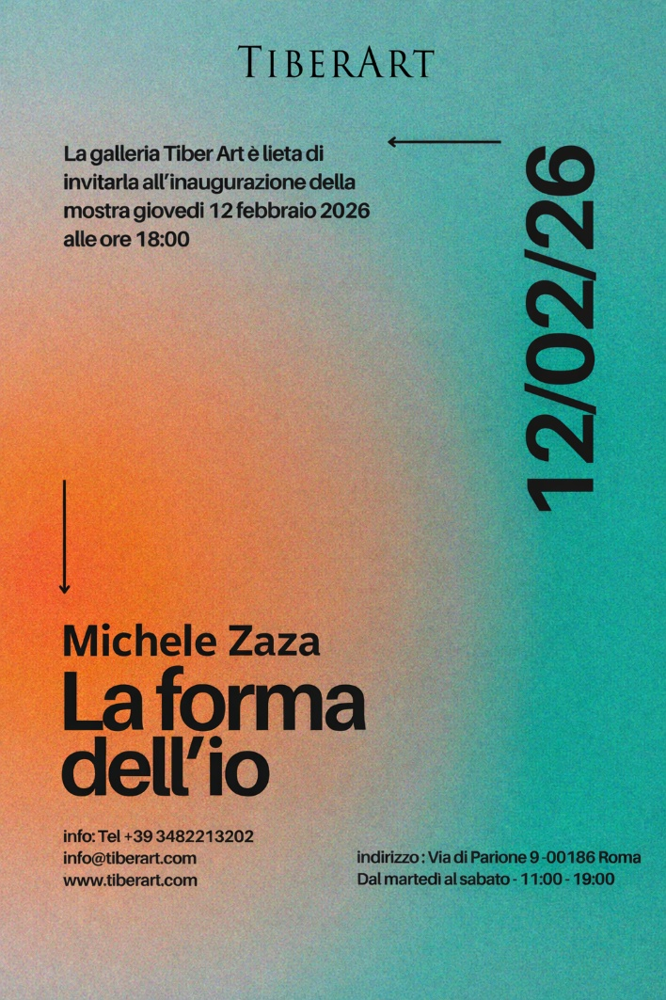 TIBERART
La galleria Tiber Art è lieta di
invitarla all’inaugurazione della
mostra giovedi 12 febbraio 2026
alle ore 18:00
12/02/26
Michele Zaza
La forma
dell’io
info: Tel +39 3482213202
info@tiberart.com
www.tiberart.com
indirizzo : Via di Parione 9 -00186 Roma
Dal martedì al sabato - 11:00 - 19:00